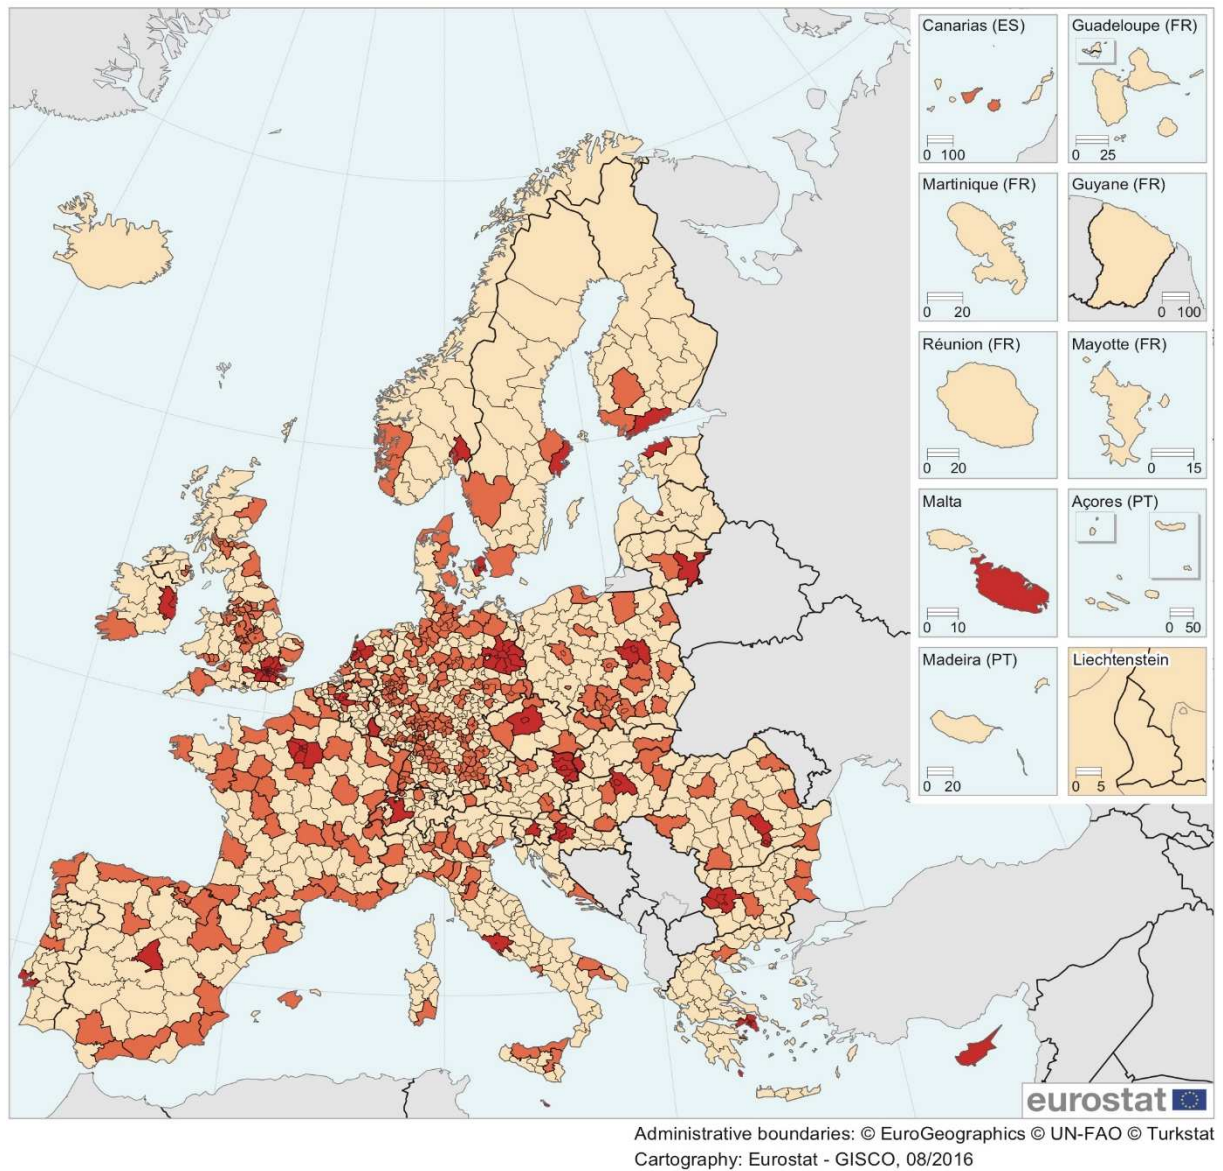 Canarias (ES)
0 100
Guadeloupe (FR)
0 25
Martinique (FR)
0 20
Guyane (FR)
0 100
Réunion (FR)
0 20
Mayotte (FR)
0 15
Malta
0 10
Açores (PT)
0 50
Madeira (PT)
0 20
Liechtenstein
0 5
eurostat
Administrative boundaries: © EuroGeographics © UN-FAO © Turkstat
Cartography: Eurostat - GISCO, 08/2016